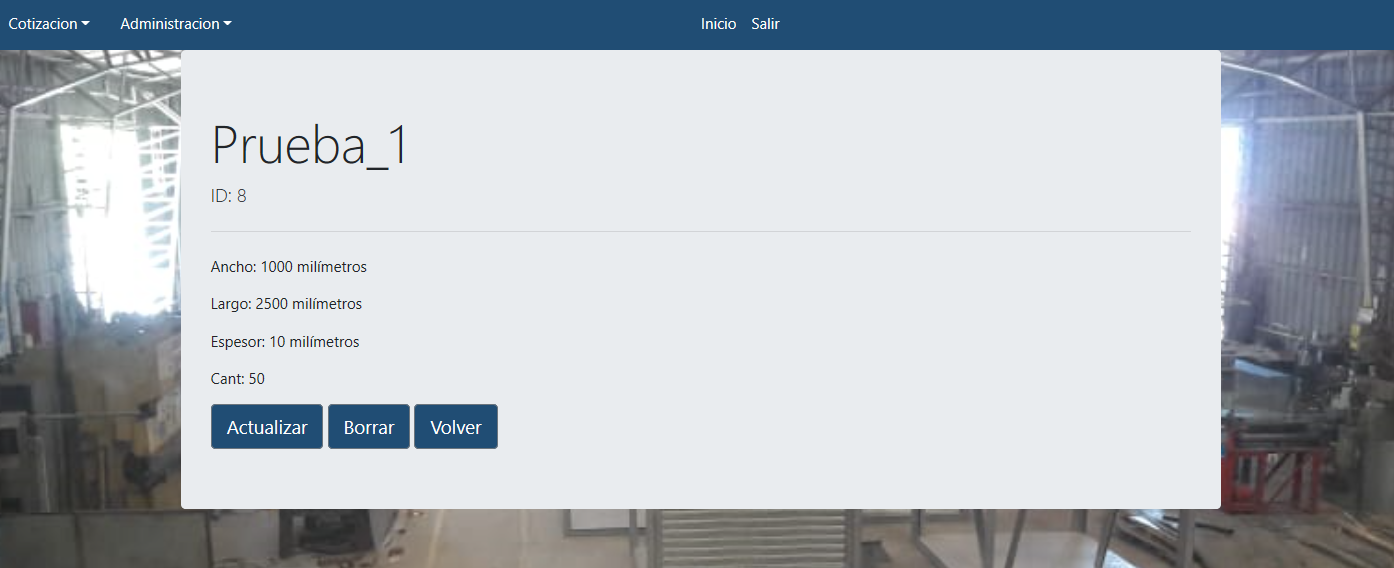 Cotizacion Administracion Inicio Salir
Prueba_1
ID: 8
Ancho: 1000 milímetros
Largo: 2500 milímetros
Espesor: 10 milímetros
Cant: 50
Actualizar Borrar Volver